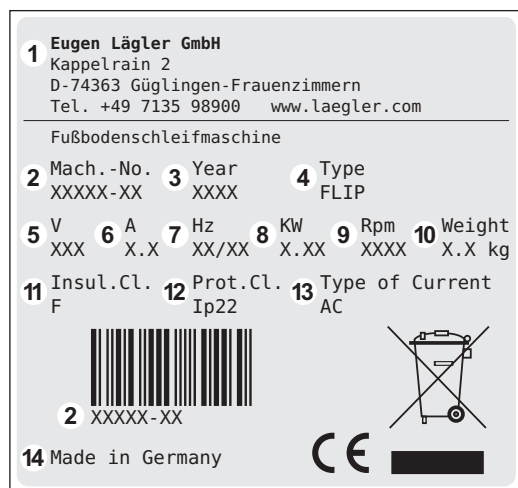 1 Eugen Lägler GmbH
Kappelrain 2
D-74363 Güglingen-Frauenzimmern
Tel. +49 7135 98900 www.laegler.com
Fußbodenschleifmaschine
2 Mach.-No. 3 Year 4 Type
XXXXX-XX XXXX FLIP
5 V 6 A 7 Hz 8 KW 9 Rpm 10 Weight
XXX X.X XX/XX X.XX XXXX X.X kg
11 Insul.Cl. 12 Prot.Cl. 13 Type of Current
F Ip22 AC
2 XXXXX-XX
14 Made in Germany CE